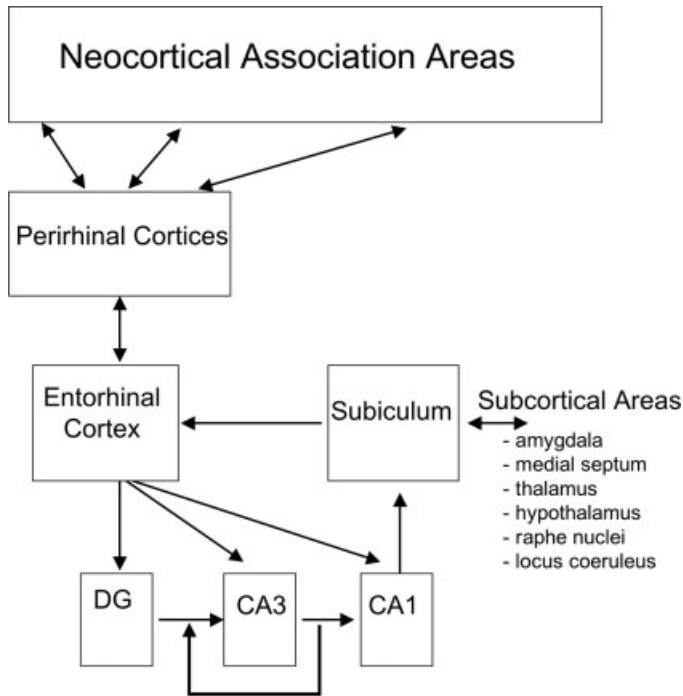 Neocortical Association Areas
Perirhinal Cortices
Entorhinal
Cortex
Subiculum
Subcortical Areas
- amygdala
- medial septum
- thalamus
- hypothalamus
- raphe nuclei
- locus coeruleus
DG
CA3
CA1